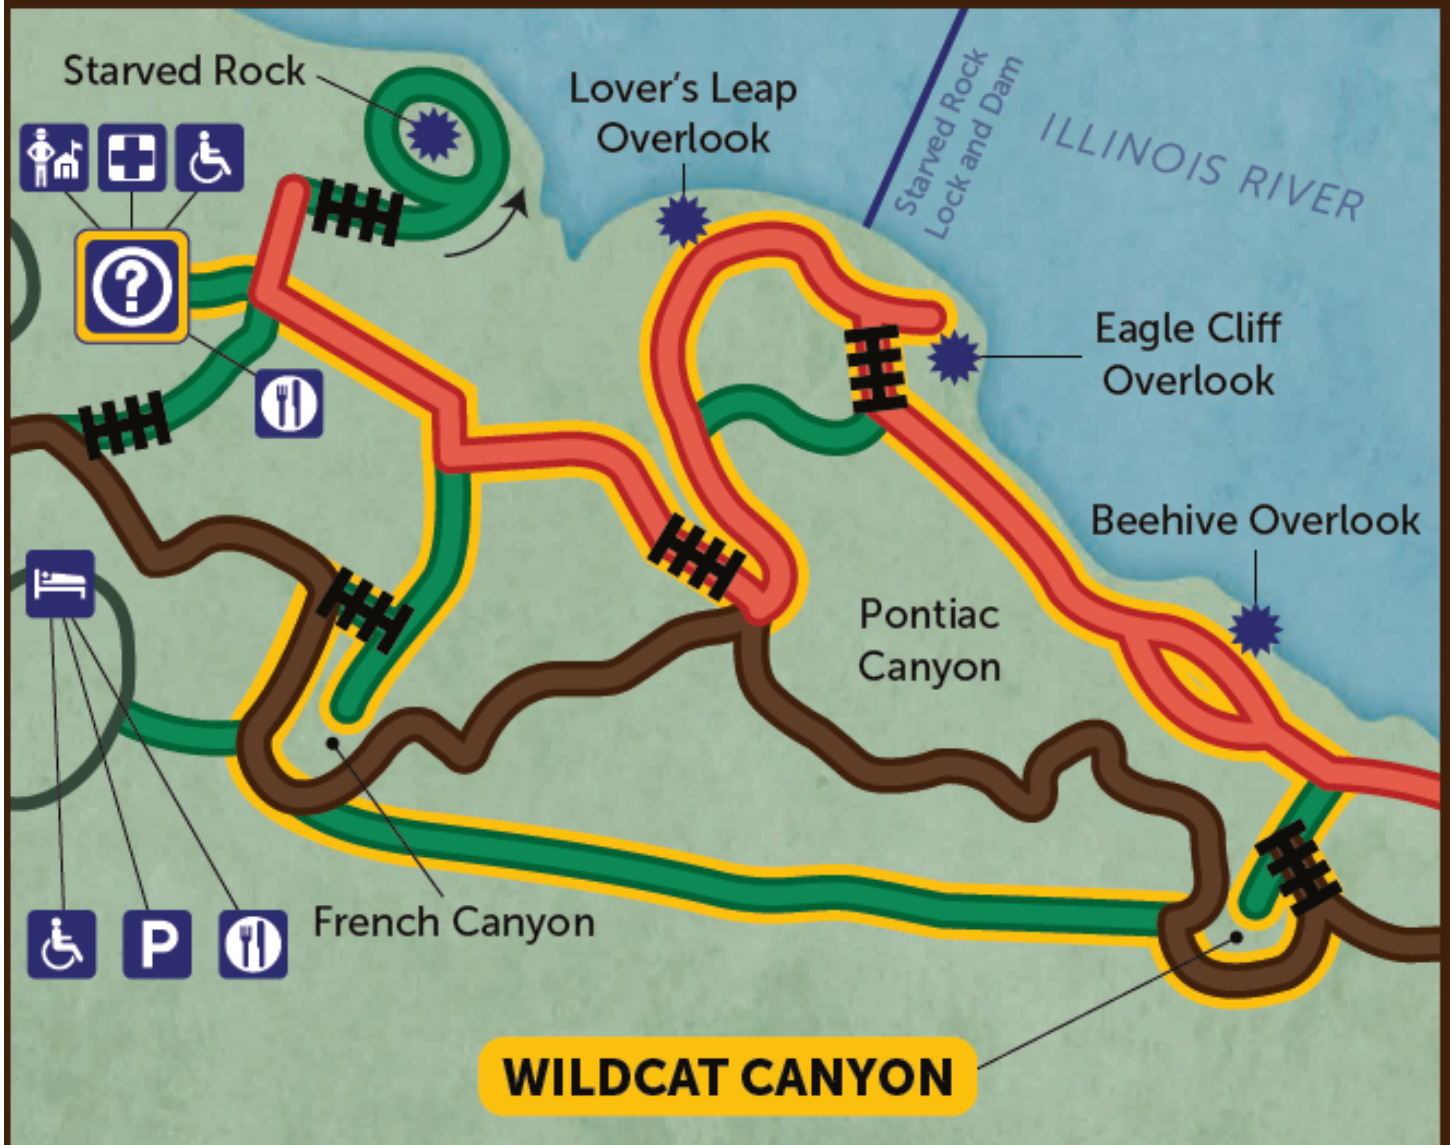 Starved Rock
Lover's Leap
Overlook
Starved Rock
Lock and Dam
ILLINOIS RIVER
?
Eagle Cliff
Overlook
Beehive Overlook
Pontiac
Canyon
P
French Canyon
WILDCAT CANYON